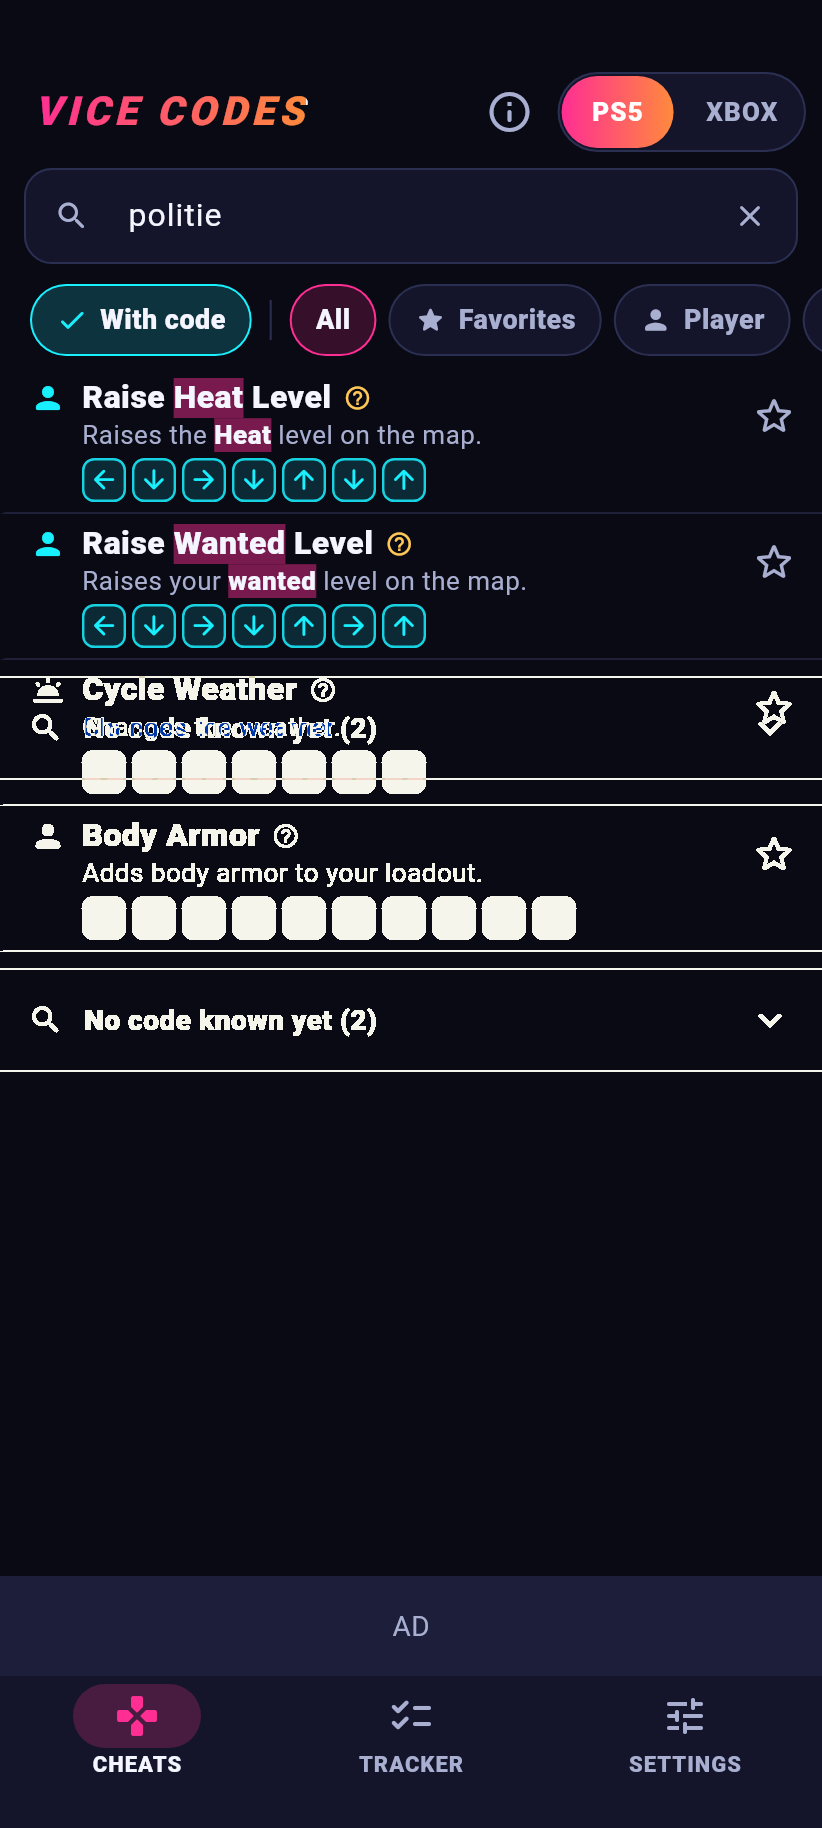 VICE CODES
PS5 XBOX
politie
With code All Favorites Player
Raise Heat Level
Raises the Heat level on the map.
Raise Wanted Level
Raises your wanted level on the map.
Cycle Weather
(2)
Body Armor
Adds body armor to your loadout.
No code known yet (2)
AD
CHEATS TRACKER SETTINGS